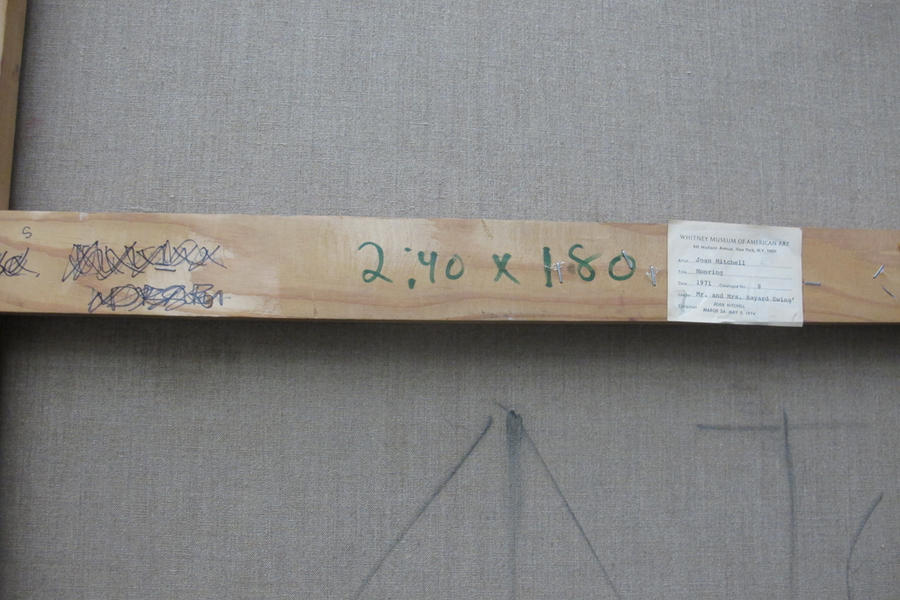 S
2.40 x 180
WHITNEY MUSEUM OF AMERICAN ART
945 Madison Avenue, New York, N.Y. 10021
Artist Joan Mitchell
Title Mooring
Date 1971 Catalogue No. 8
Lender Mr. and Mrs. Bayard Ewing
Exhibition JOAN MITCHELL
MARCH 26-MAY 5, 1974